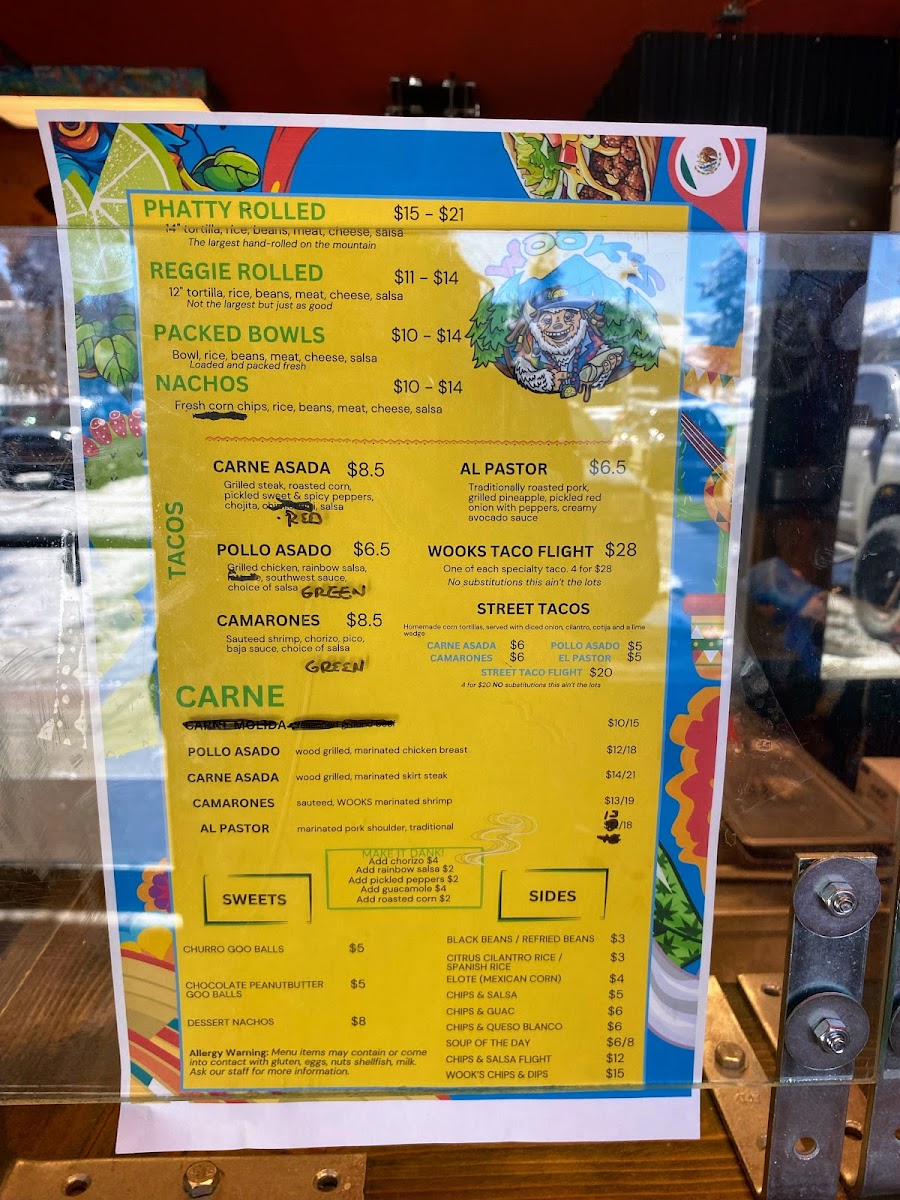 WOOK'S
PHATTY ROLLED $15 - $21
14" tortilla, rice, beans, meat, cheese, salsa
The largest hand-rolled on the mountain
REGGIE ROLLED $11 - $14
12" tortilla, rice, beans, meat, cheese, salsa
Not the largest but just as good
PACKED BOWLS $10 - $14
Bowl, rice, beans, meat, cheese, salsa
Loaded and packed fresh
NACHOS $10 - $14
Fresh corn chips, rice, beans, meat, cheese, salsa
TACOS
CARNE ASADA $8.5
Grilled steak, roasted corn,
pickled sweet & spicy peppers,
chojita, salsa
RED
POLLO ASADO $6.5
Grilled chicken, rainbow salsa,
southwest sauce,
choice of salsa GREEN
CAMARONES $8.5
Sauteed shrimp, chorizo, pico,
baja sauce, choice of salsa
GREEN
AL PASTOR $6.5
Traditionally roasted pork,
grilled pineapple, pickled red
onion with peppers, creamy
avocado sauce
WOOKS TACO FLIGHT $28
One of each specialty taco. 4 for $28
No substitutions this ain't the lots
STREET TACOS
Homemade corn tortillas, served with diced onion, cilantro, cotija and a lime
wedge
CARNE ASADA $6 POLLO ASADO $5
CAMARONES $6 EL PASTOR $5
STREET TACO FLIGHT $20
4 for $20 NO substitutions this ain't the lots
CARNE
CARNE MOLIDA ground beef $10/15
POLLO ASADO wood grilled, marinated chicken breast $12/18
CARNE ASADA wood grilled, marinated skirt steak $14/21
CAMARONES sauteed, WOOKS marinated shrimp $13/19
AL PASTOR marinated pork shoulder, traditional /18
MAKE IT DANK!
Add chorizo $4
Add rainbow salsa $2
Add pickled peppers $2
Add guacamole $4
Add roasted corn $2
SWEETS
CHURRO GOO BALLS $5
CHOCOLATE PEANUTBUTTER
GOO BALLS $5
DESSERT NACHOS $8
Allergy Warning: Menu items may contain or come
into contact with gluten, eggs, nuts shellfish, milk.
Ask our staff for more information.
SIDES
BLACK BEANS / REFRIED BEANS $3
CITRUS CILANTRO RICE / $3
SPANISH RICE
ELOTE (MEXICAN CORN) $4
CHIPS & SALSA $5
CHIPS & GUAC $6
CHIPS & QUESO BLANCO $6
SOUP OF THE DAY $6/8
CHIPS & SALSA FLIGHT $12
WOOK'S CHIPS & DIPS $15